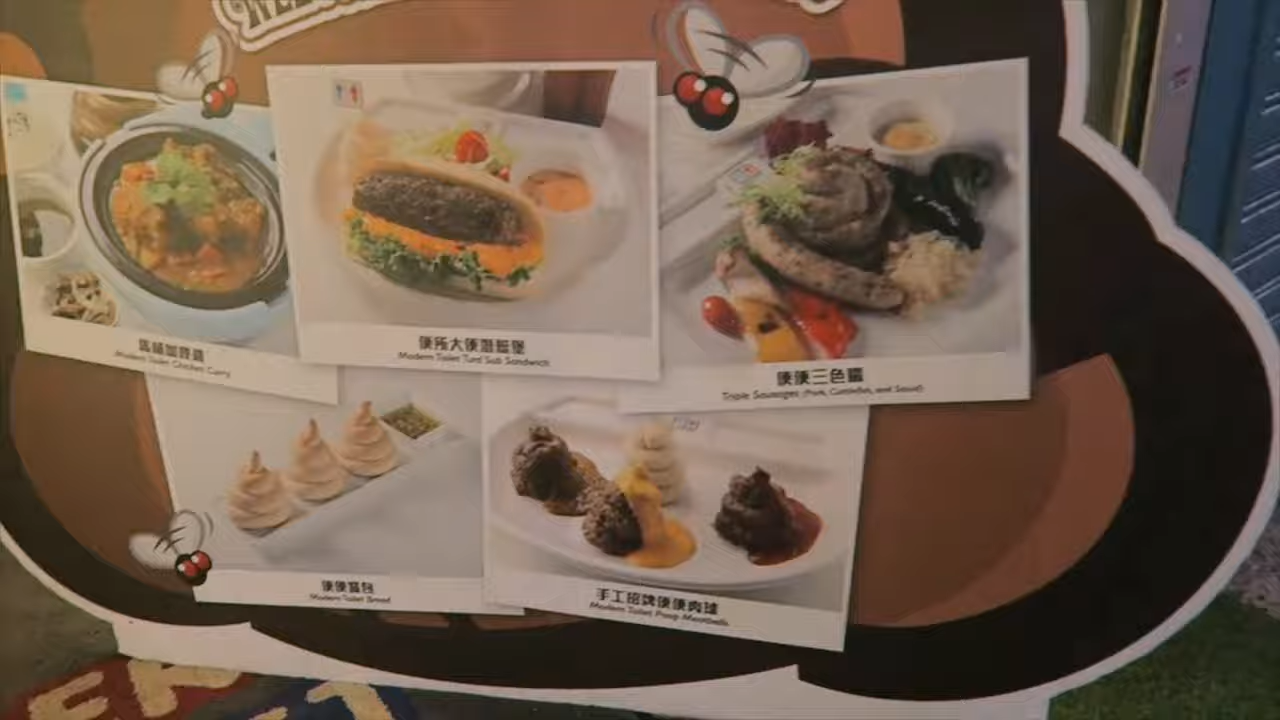 Modern Toilet Chicken Curry
便所大便潛艇堡
Modern Toilet Turd Sub Sandwich
便便三色腸
Triple Sausages (Pork, Cuttlefish, and Squid)
便便麵包
Modern Toilet Bread
手工招牌便便肉球
Modern Toilet Poop Meatballs